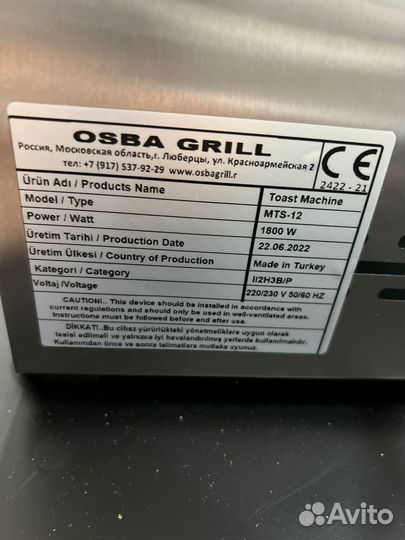 OSBA GRILL
Россия, Московская область,г. Люберцы, ул. Красноармейская 2
тел: +7 (917) 537-92-29 www.osbagrill.r
CE
2422 - 21
Ürün Adı / Products Name Toast Machine
Model / Type MTS-12
Power / Watt 1800 W
Üretim Tarihi / Production Date 22.06.2022
Üretim Ülkesi / Country of Production Made in Turkey
Kategori / Category II2H3B/P
Voltaj /Voltage 220/230 V 50/60 HZ
CAUTION!.. This device should be installed in accordance with
current regulations and should only be used in well-ventilated areas.
Instructions must be followed before and after use.
DİKKAT!..Bu cihaz yürürlükteki yönetmeliklere uygun olarak
tesisi edilmeli ve yalnızca iyi havalandırılmış yerlerde kullanılmalıdır.
Kullanımdan önce ve sonra talimatlara mutlaka uyunuz.
Avito